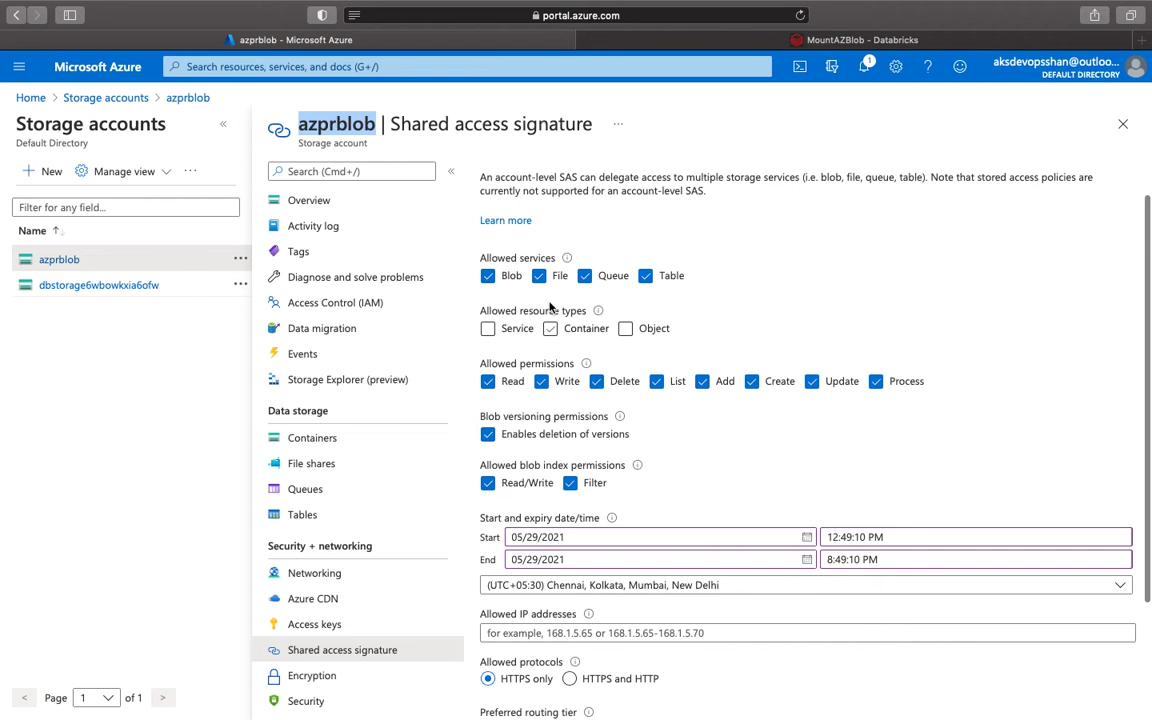 portal.azure.com
azprblob - Microsoft Azure
MountAZBlob - Databricks
Microsoft Azure
Search resources, services, and docs (G+/)
1
aksdevopsshan@outloo...
DEFAULT DIRECTORY
Home > Storage accounts > azprblob
Storage accounts
Default Directory
New
Manage view
Filter for any field...
Name
azprblob
dbstorage6wbowkxia6ofw
Page 1 of 1
azprblob | Shared access signature
Storage account
Search (Cmd+/)
Overview
Activity log
Tags
Diagnose and solve problems
Access Control (IAM)
Data migration
Events
Storage Explorer (preview)
Data storage
Containers
File shares
Queues
Tables
Security + networking
Networking
Azure CDN
Access keys
Shared access signature
Encryption
Security
An account-level SAS can delegate access to multiple storage services (i.e. blob, file, queue, table). Note that stored access policies are
currently not supported for an account-level SAS.
Learn more
Allowed services
Blob File Queue Table
Allowed resource types
Service Container Object
Allowed permissions
Read Write Delete List Add Create Update Process
Blob versioning permissions
Enables deletion of versions
Allowed blob index permissions
Read/Write Filter
Start and expiry date/time
Start 05/29/2021 12:49:10 PM
End 05/29/2021 8:49:10 PM
(UTC+05:30) Chennai, Kolkata, Mumbai, New Delhi
Allowed IP addresses
for example, 168.1.5.65 or 168.1.5.65-168.1.5.70
Allowed protocols
HTTPS only HTTPS and HTTP
Preferred routing tier